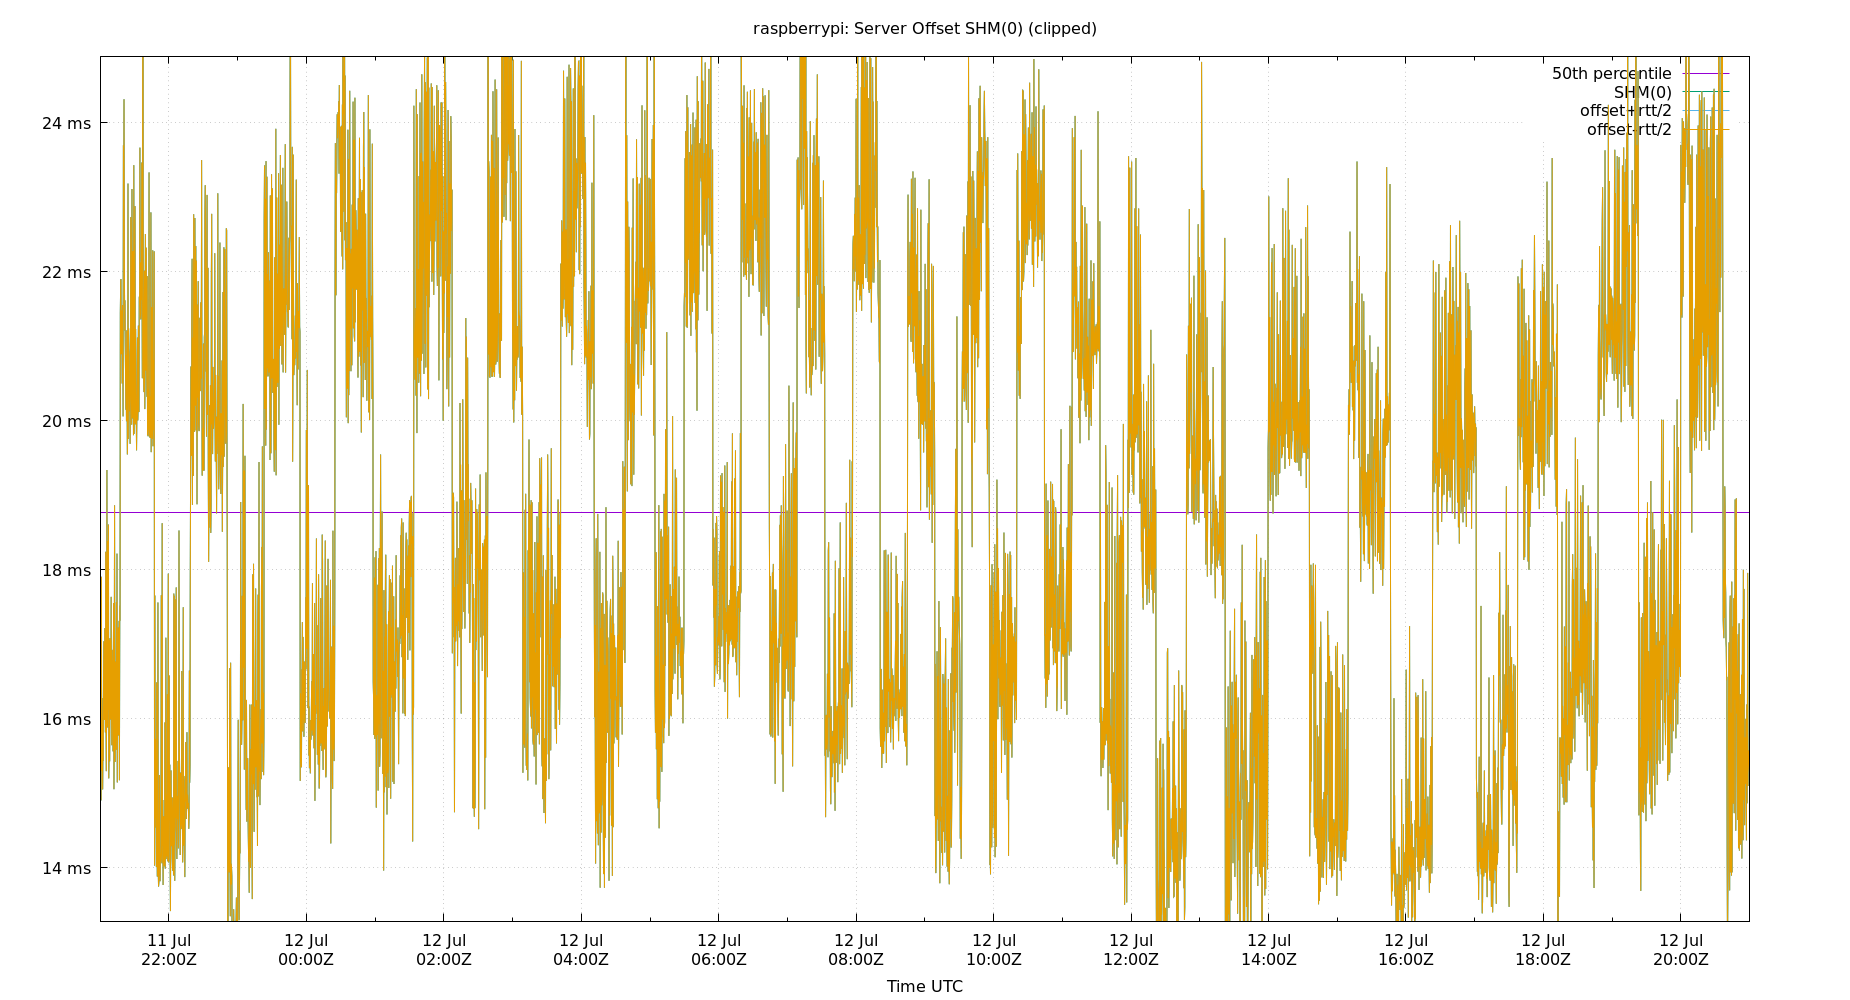 raspberrypi: Server Offset SHM(0) (clipped)
50th percentile
SHM(0)
offset+rtt/2
offset-rtt/2
24 ms
22 ms
20 ms
18 ms
16 ms
14 ms
11 Jul 12 Jul 12 Jul 12 Jul 12 Jul 12 Jul 12 Jul 12 Jul 12 Jul 12 Jul 12 Jul 12 Jul
22:00Z 00:00Z 02:00Z 04:00Z 06:00Z 08:00Z 10:00Z 12:00Z 14:00Z 16:00Z 18:00Z 20:00Z
Time UTC